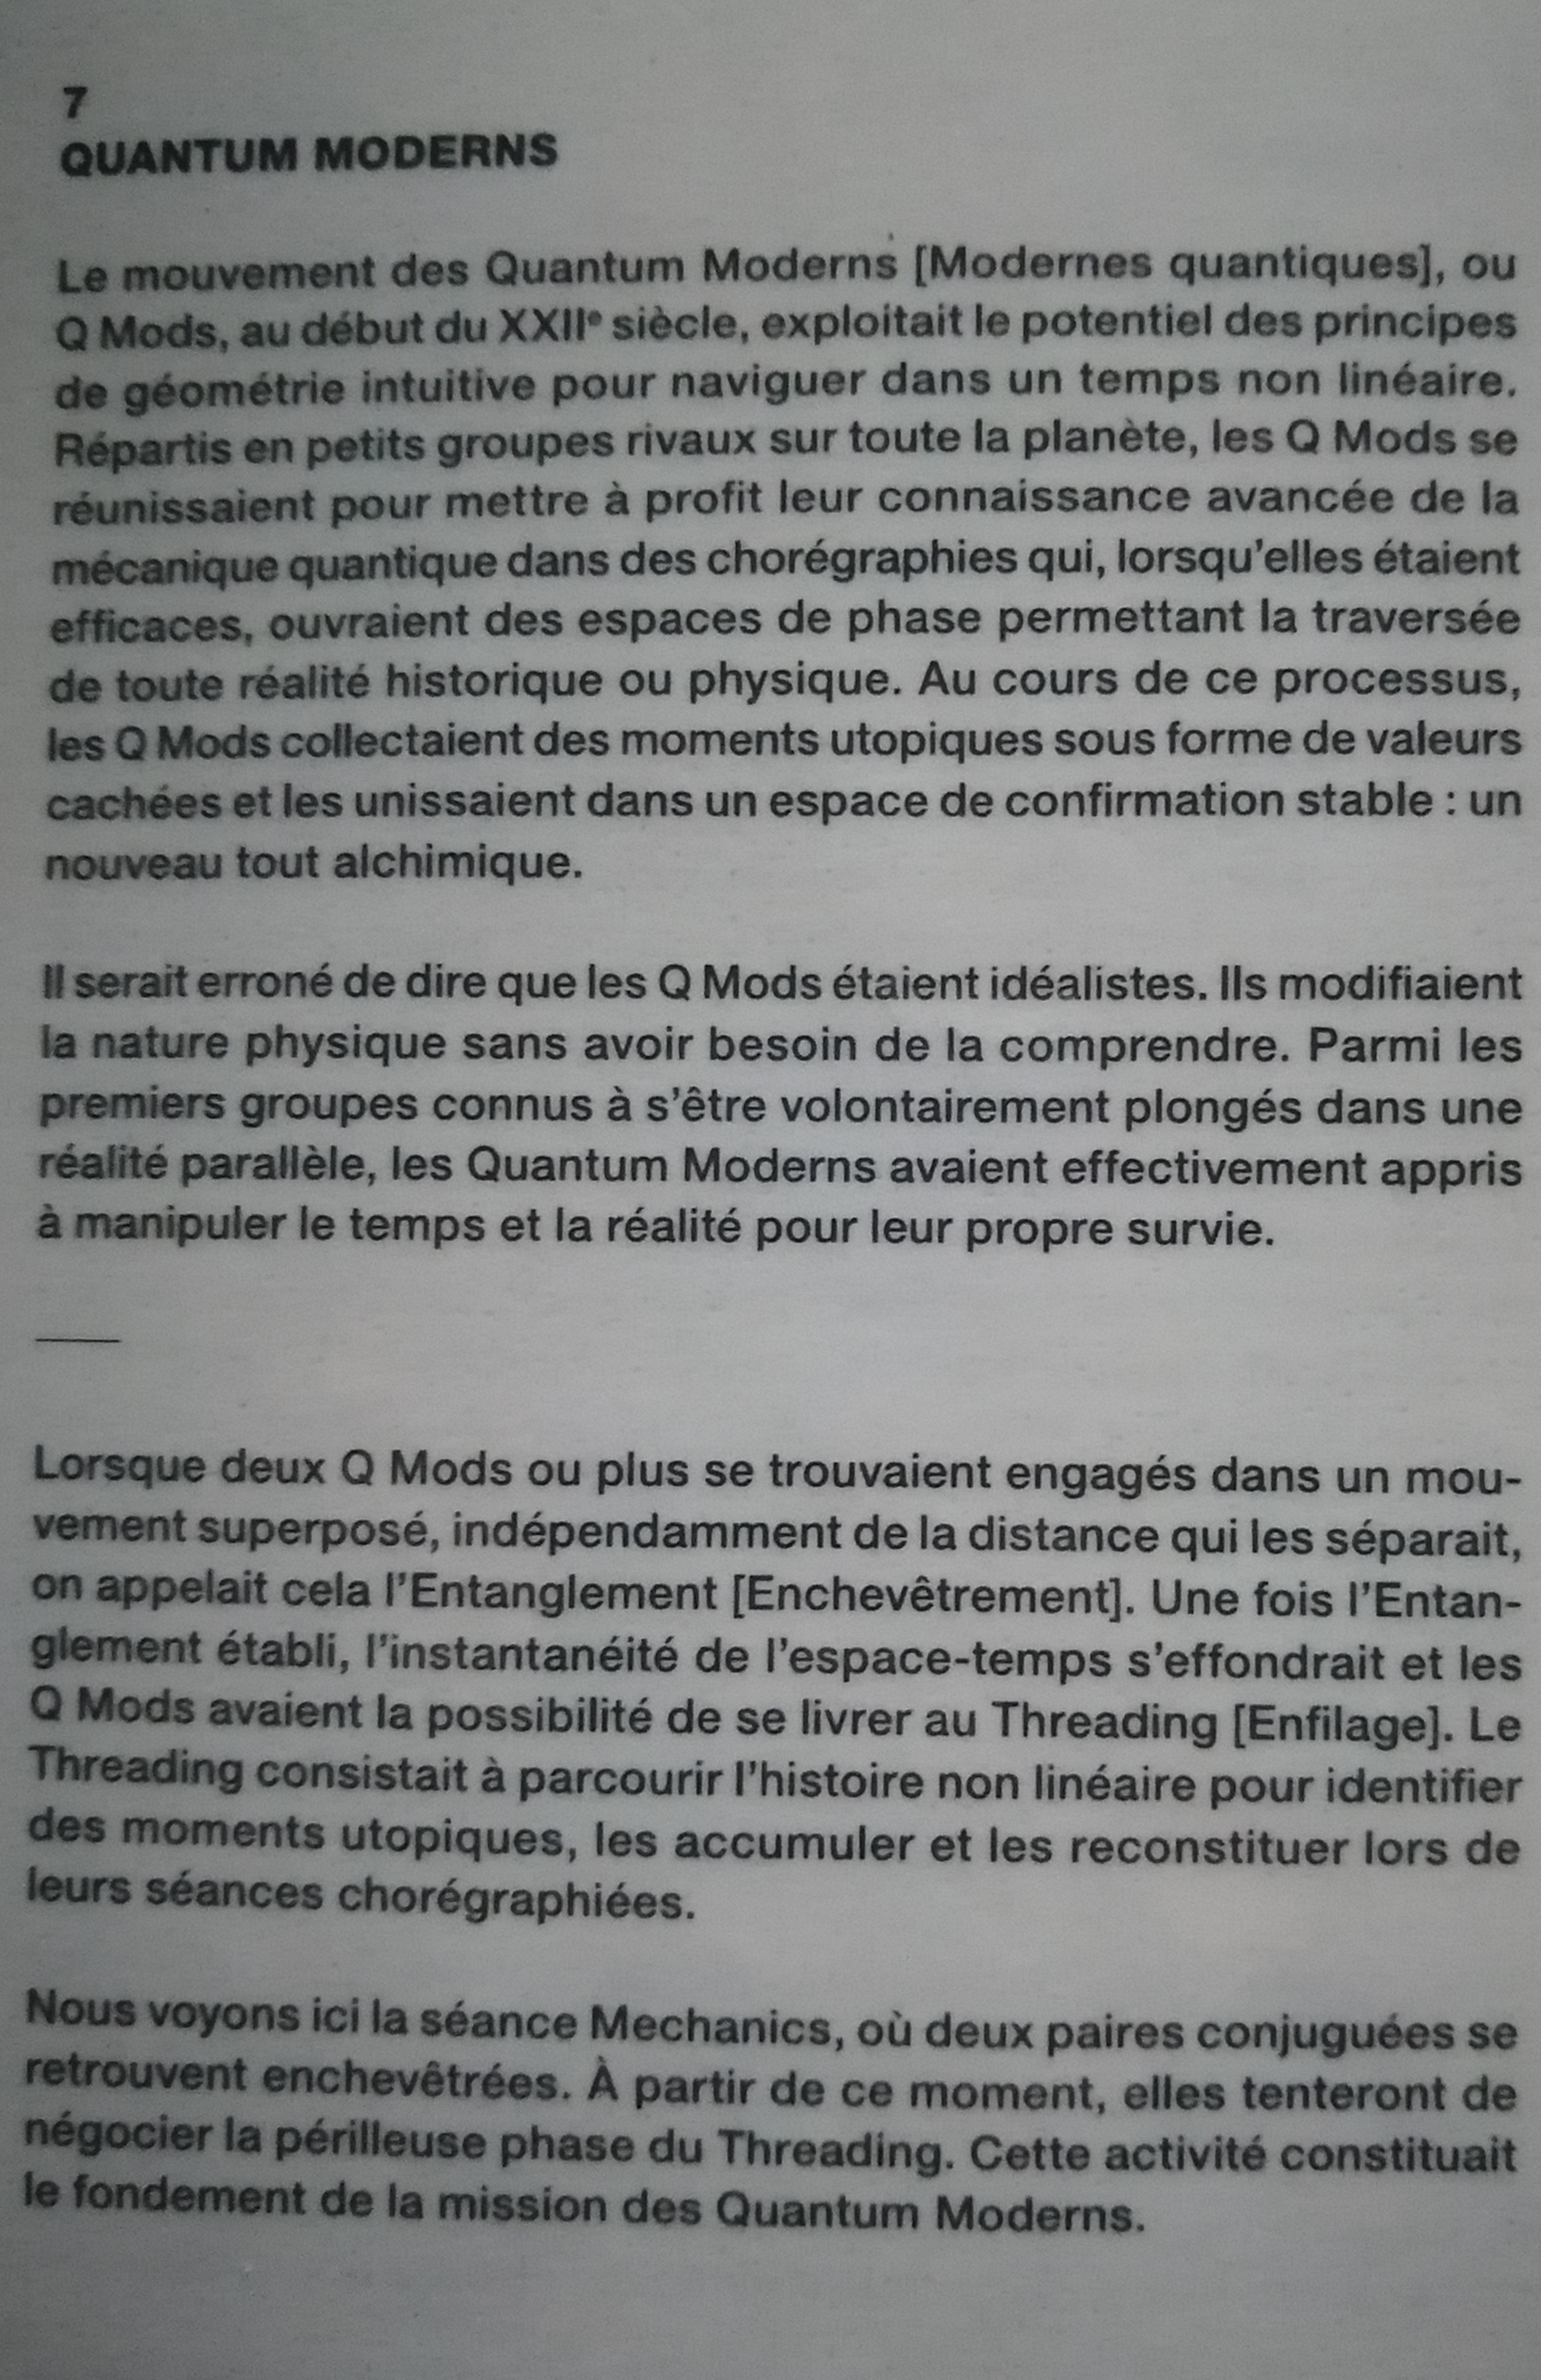 7
QUANTUM MODERNS
Le mouvement des Quantum Moderns [Modernes quantiques], ou
Q Mods, au début du XXIIe siècle, exploitait le potentiel des principes
de géométrie intuitive pour naviguer dans un temps non linéaire.
Répartis en petits groupes rivaux sur toute la planète, les Q Mods se
réunissaient pour mettre à profit leur connaissance avancée de la
mécanique quantique dans des chorégraphies qui, lorsqu'elles étaient
efficaces, ouvraient des espaces de phase permettant la traversée
de toute réalité historique ou physique. Au cours de ce processus,
les Q Mods collectaient des moments utopiques sous forme de valeurs
cachées et les unissaient dans un espace de confirmation stable : un
nouveau tout alchimique.
Il serait erroné de dire que les Q Mods étaient idéalistes. Ils modifiaient
la nature physique sans avoir besoin de la comprendre. Parmi les
premiers groupes connus à s'être volontairement plongés dans une
réalité parallèle, les Quantum Moderns avaient effectivement appris
à manipuler le temps et la réalité pour leur propre survie.
Lorsque deux Q Mods ou plus se trouvaient engagés dans un mou-
vement superposé, indépendamment de la distance qui les séparait,
on appelait cela l'Entanglement [Enchevêtrement]. Une fois l'Entan-
glement établi, l'instantanéité de l'espace-temps s'effondrait et les
Q Mods avaient la possibilité de se livrer au Threading [Enfilage]. Le
Threading consistait à parcourir l'histoire non linéaire pour identifier
des moments utopiques, les accumuler et les reconstituer lors de
leurs séances chorégraphiées.
Nous voyons ici la séance Mechanics, où deux paires conjuguées se
retrouvent enchevêtrées. À partir de ce moment, elles tenteront de
négocier la périlleuse phase du Threading. Cette activité constituait
le fondement de la mission des Quantum Moderns.